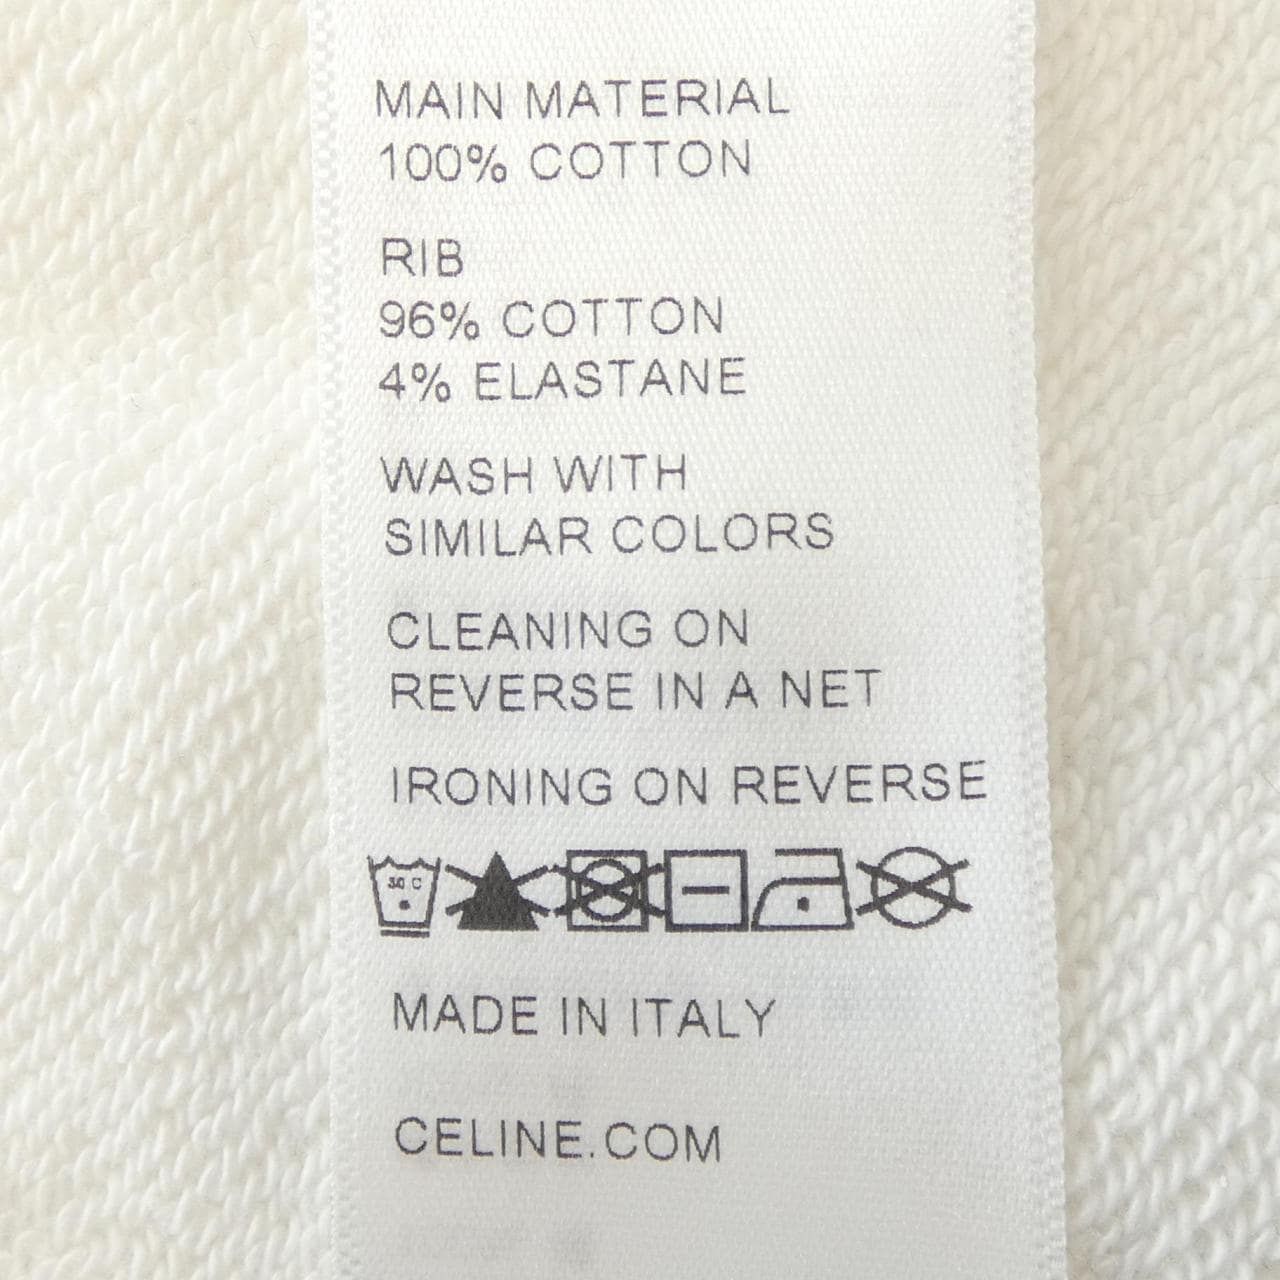 MAIN MATERIAL
100% COTTON
RIB
96% COTTON
4% ELASTANE
WASH WITH
SIMILAR COLORS
CLEANING ON
REVERSE IN A NET
IRONING ON REVERSE
30 C
MADE IN ITALY
CELINE.COM